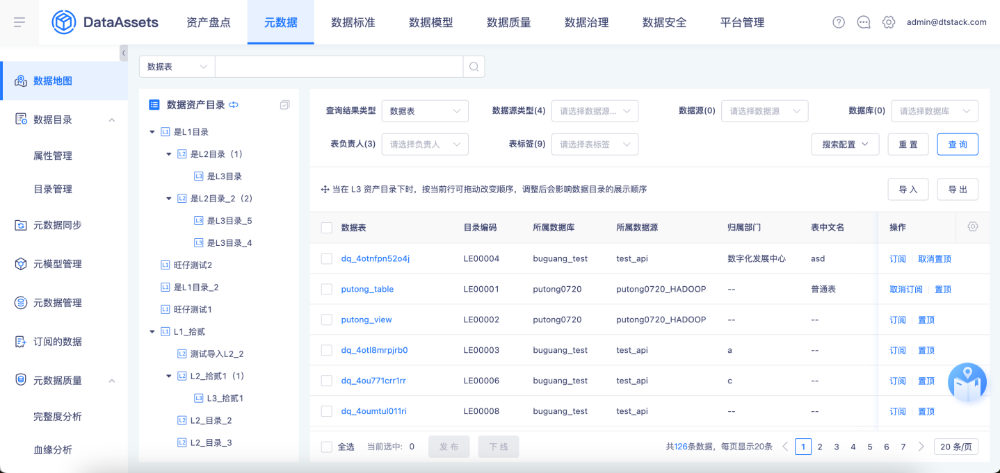 DataAssets
资产盘点
元数据
数据标准
数据模型
数据质量
数据治理
数据安全
平台管理
admin@dtstack.com
数据地图
数据目录
属性管理
目录管理
元数据同步
元模型管理
元数据管理
订阅的数据
元数据质量
完整度分析
血缘分析
数据表
数据资产目录
L1 是L1目录
L2 是L2目录（1）
L3 是L3目录
L2 是L2目录_2（2）
L3 是L3目录_5
L3 是L3目录_4
L1 旺仔测试2
L1 是L1目录_2
L1 旺仔测试1
L1 L1_拾贰
L2 测试导入L2_2
L2 L2_拾贰1（1）
L3 L3_拾贰1
L2 L2_目录_2
L2 L2_目录_3
查询结果类型 数据表 数据源类型(4) 请选择数据源... 数据源(0) 请选择数据源 数据库(0) 请选择数据库
表负责人(3) 请选择负责人 表标签(9) 请选择表标签 搜索配置 重 置 查 询
当在 L3 资产目录下时，按当前行可拖动改变顺序，调整后会影响数据目录的展示顺序 导 入 导 出
数据表 目录编码 所属数据库 所属数据源 归属部门 表中文名 操作
dq_4otnfpn52o4j LE00004 buguang_test test_api 数字化发展中心 asd 订阅 取消置顶
putong_table LE00001 putong0720 putong0720_HADOOP -- 普通表 取消订阅 置顶
putong_view LE00002 putong0720 putong0720_HADOOP -- -- 订阅 置顶
dq_4otl8mrpjrb0 LE00003 buguang_test test_api a -- 订阅 置顶
dq_4ou771crr1rr LE00006 buguang_test test_api c -- 订阅 置顶
dq_4oumtul011ri LE00008 buguang_test test_api -- -- 订阅 置顶
全选 当前选中: 0 发 布 下 线 共126条数据，每页显示20条 1 2 3 4 5 6 7 20 条/页